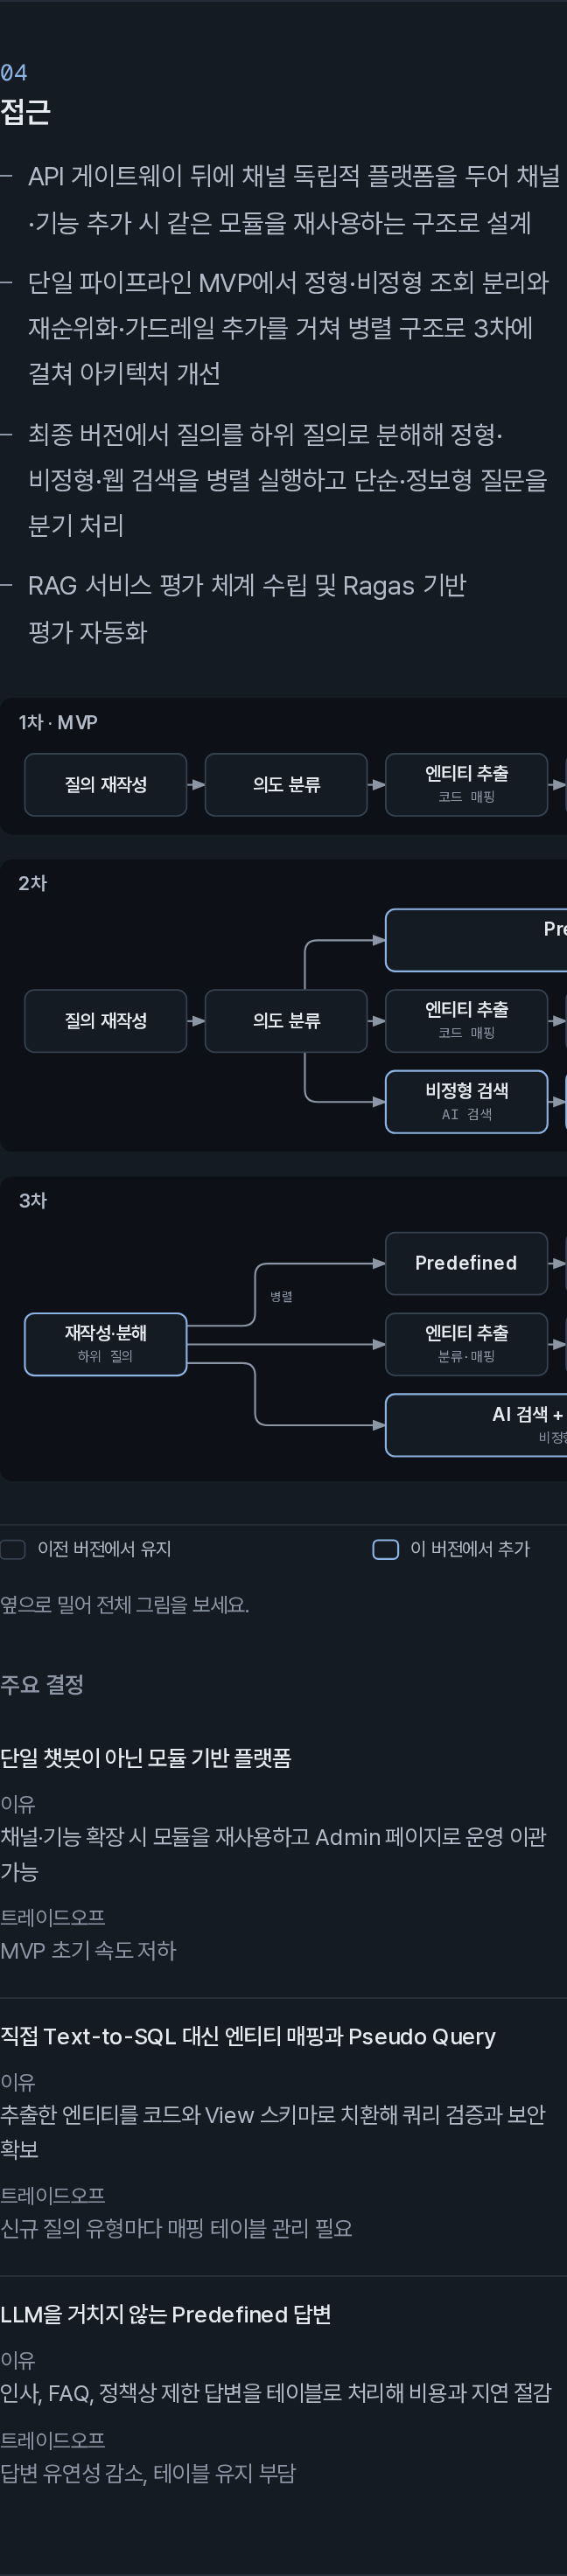 04
접근
– API 게이트웨이 뒤에 채널 독립적 플랫폼을 두어 채널
·기능 추가 시 같은 모듈을 재사용하는 구조로 설계
– 단일 파이프라인 MVP에서 정형·비정형 조회 분리와
재순위화·가드레일 추가를 거쳐 병렬 구조로 3차에
걸쳐 아키텍처 개선
– 최종 버전에서 질의를 하위 질의로 분해해 정형·
비정형·웹 검색을 병렬 실행하고 단순·정보형 질문을
분기 처리
– RAG 서비스 평가 체계 수립 및 Ragas 기반
평가 자동화
1차 · MVP
질의 재작성
의도 분류
엔티티 추출
코드 매핑
2차
Pre
질의 재작성
의도 분류
엔티티 추출
코드 매핑
비정형 검색
AI 검색
3차
Predefined
병렬
재작성·분해
하위 질의
엔티티 추출
분류·매핑
AI 검색 +
비정형
이전 버전에서 유지
이 버전에서 추가
옆으로 밀어 전체 그림을 보세요.
주요 결정
단일 챗봇이 아닌 모듈 기반 플랫폼
이유
채널·기능 확장 시 모듈을 재사용하고 Admin 페이지로 운영 이관
가능
트레이드오프
MVP 초기 속도 저하
직접 Text-to-SQL 대신 엔티티 매핑과 Pseudo Query
이유
추출한 엔티티를 코드와 View 스키마로 치환해 쿼리 검증과 보안
확보
트레이드오프
신규 질의 유형마다 매핑 테이블 관리 필요
LLM을 거치지 않는 Predefined 답변
이유
인사, FAQ, 정책상 제한 답변을 테이블로 처리해 비용과 지연 절감
트레이드오프
답변 유연성 감소, 테이블 유지 부담